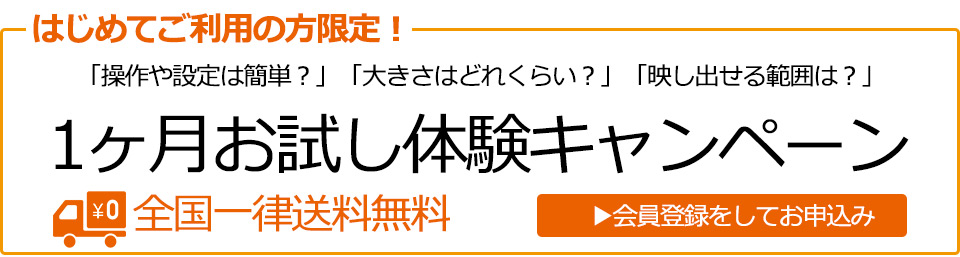 はじめてご利用の方限定！
「操作や設定は簡単？」「大きさはどれくらい？」「映し出せる範囲は？」
1ヶ月お試し体験キャンペーン
¥0 全国一律送料無料
▶会員登録をしてお申込み